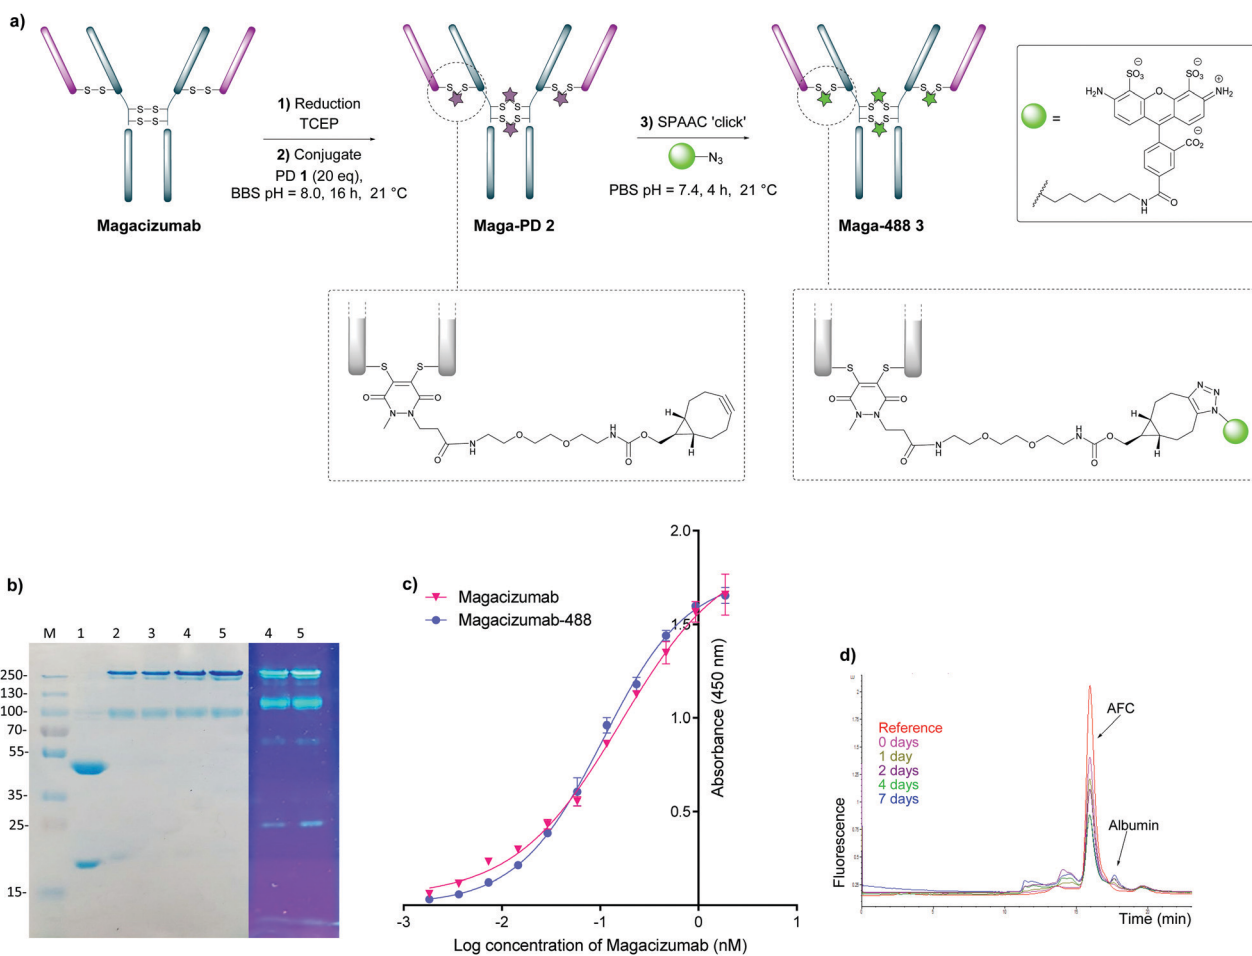 a)
S–S
S–S
S–S
S–S
1) Reduction
TCEP
2) Conjugate
PD 1 (20 eq),
BBS pH = 8.0, 16 h, 21 °C
Magacizumab
S S
S S
S S
S S
3) SPAAC 'click'
N3
PBS pH = 7.4, 4 h, 21 °C
Maga-PD 2
S S
S S
S S
S S
Maga-488 3
=
⊖
SO3
⊖
SO3
H2N
O
⊕
NH2
⊖
CO2
N
H
O
S
S
O
O
N
N
O
N
H
O
O
H
N
O
O
H
H
S
S
O
O
N
N
O
N
H
O
O
H
N
O
O
H
H
N
N
N
b)
M 1 2 3 4 5 4 5
250-
130-
100-
70-
55-
35-
25-
15-
c)
Magacizumab
Magacizumab-488
2.0
1.5
1.0
0.5
Absorbance (450 nm)
-3 -2 -1 0 1
Log concentration of Magacizumab (nM)
d)
Reference
0 days
1 day
2 days
4 days
7 days
AFC
Albumin
Fluorescence
Time (min)